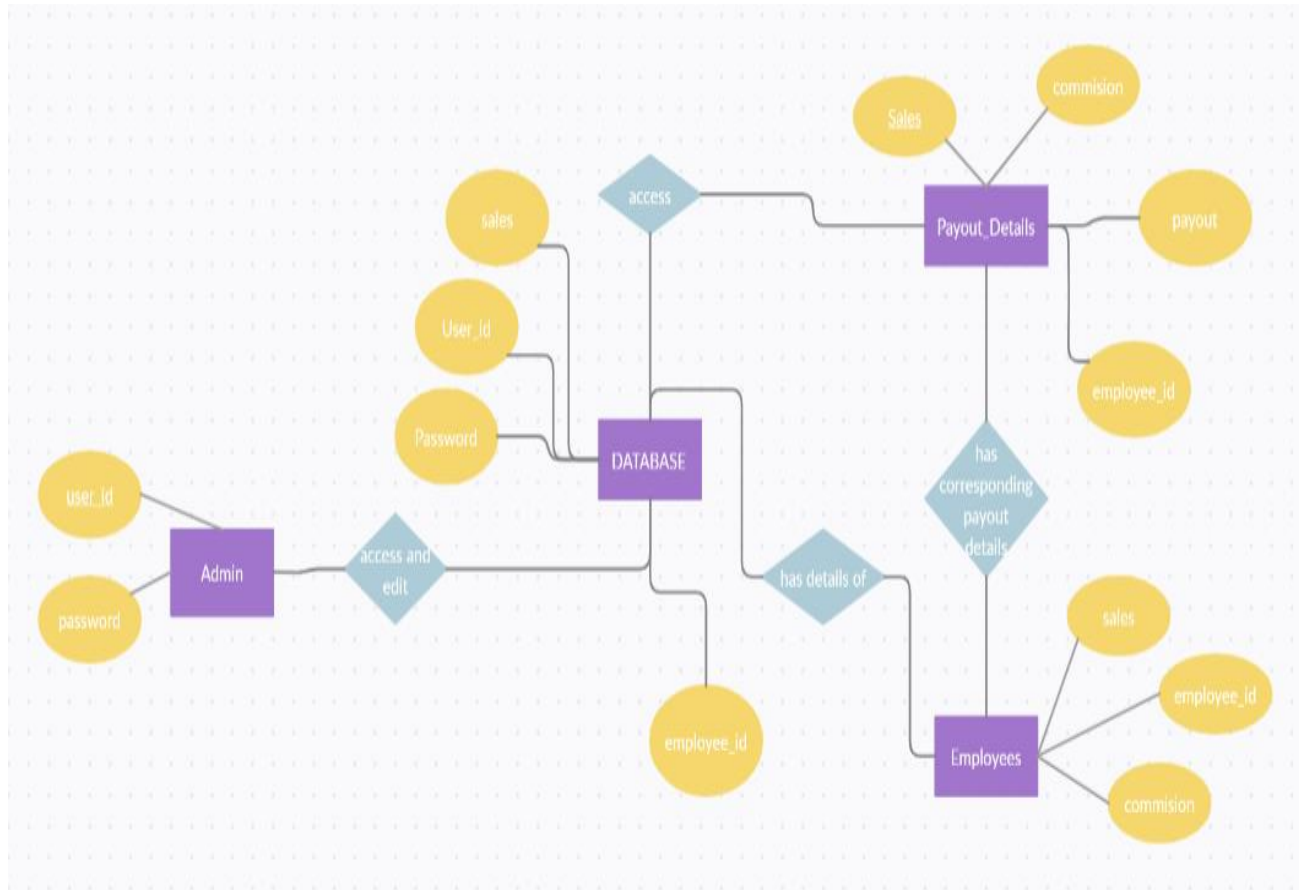 commision
Sales
sales
access
Payout_Details
payout
User_id
employee_id
Password
DATABASE
has
corresponding
payout
details
user_id
access and
edit
Admin
has details of
password
sales
employee_id
employee_id
Employees
commision